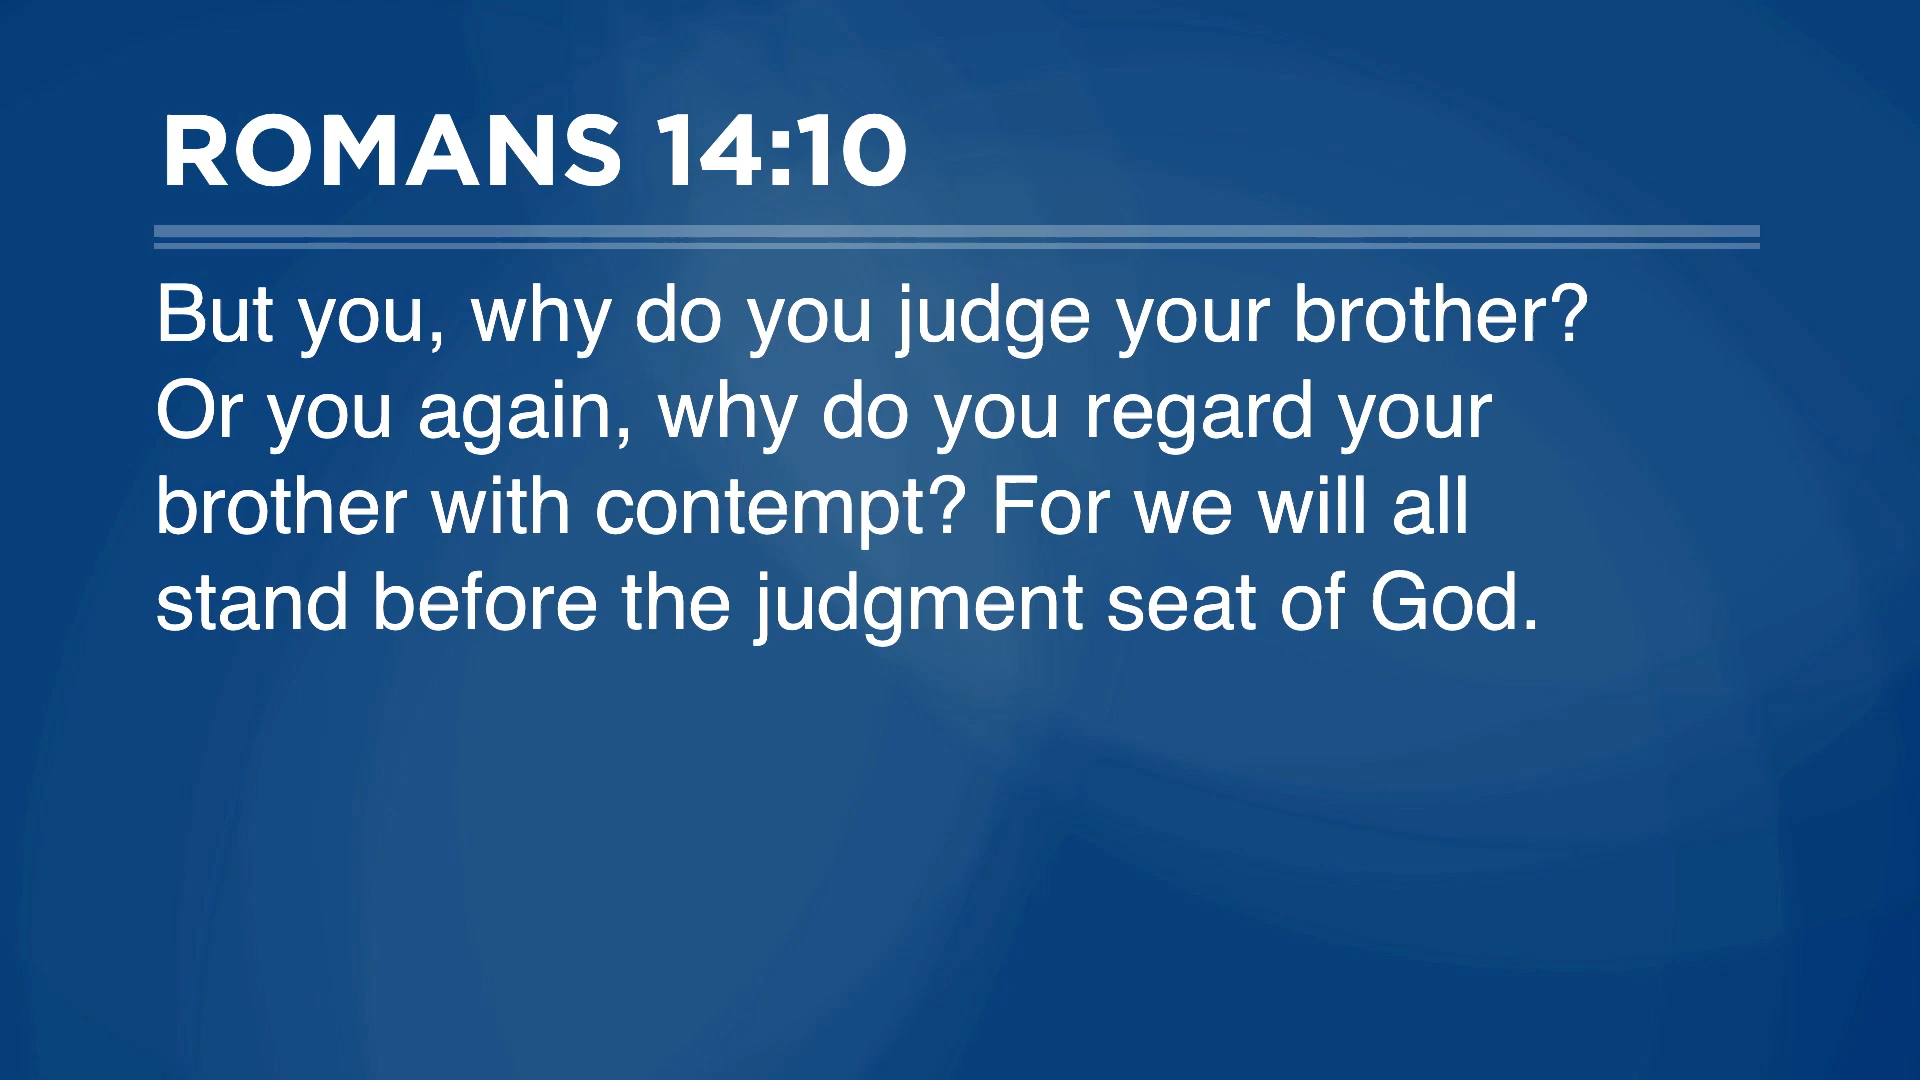 ROMANS 14:10
But you, why do you judge your brother?
Or you again, why do you regard your
brother with contempt? For we will all
stand before the judgment seat of God.